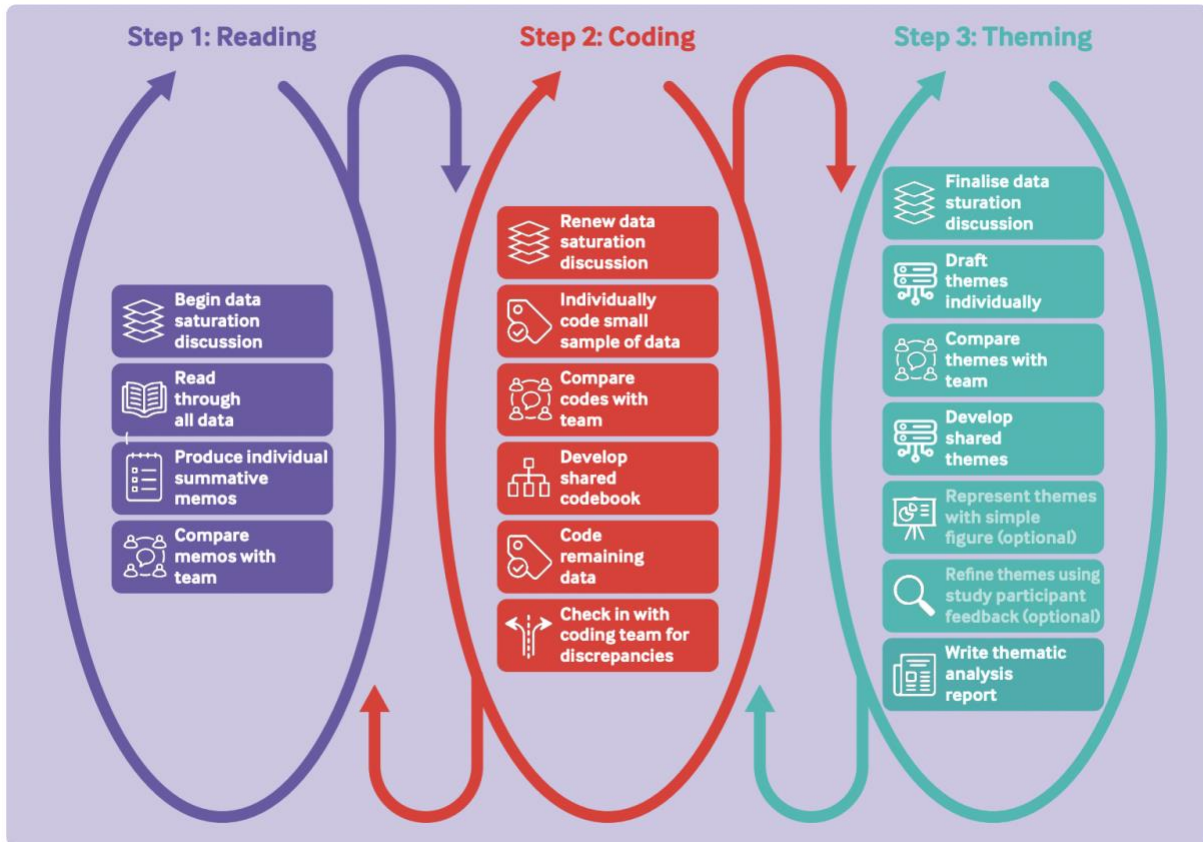 Step 1: Reading
Begin data
saturation
discussion
Read
through
all data
Produce individual
summative
memos
Compare
memos with
team
Step 2: Coding
Renew data
saturation
discussion
Individually
code small
sample of data
Compare
codes with
team
Develop
shared
codebook
Code
remaining
data
Check in with
coding team for
discrepancies
Step 3: Theming
Finalise data
sturation
discussion
Draft
themes
individually
Compare
themes with
team
Develop
shared
themes
Represent themes
with simple
figure (optional)
Refine themes using
study participant
feedback (optional)
Write thematic
analysis
report